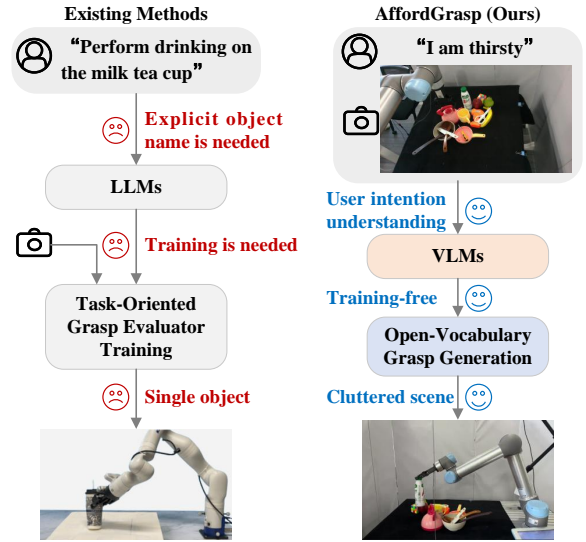 Existing Methods
“Perform drinking on
the milk tea cup”
Explicit object
name is needed
LLMs
Training is needed
Task-Oriented
Grasp Evaluator
Training
Single object
AffordGrasp (Ours)
“I am thirsty”
User intention
understanding
VLMs
Training-free
Open-Vocabulary
Grasp Generation
Cluttered scene